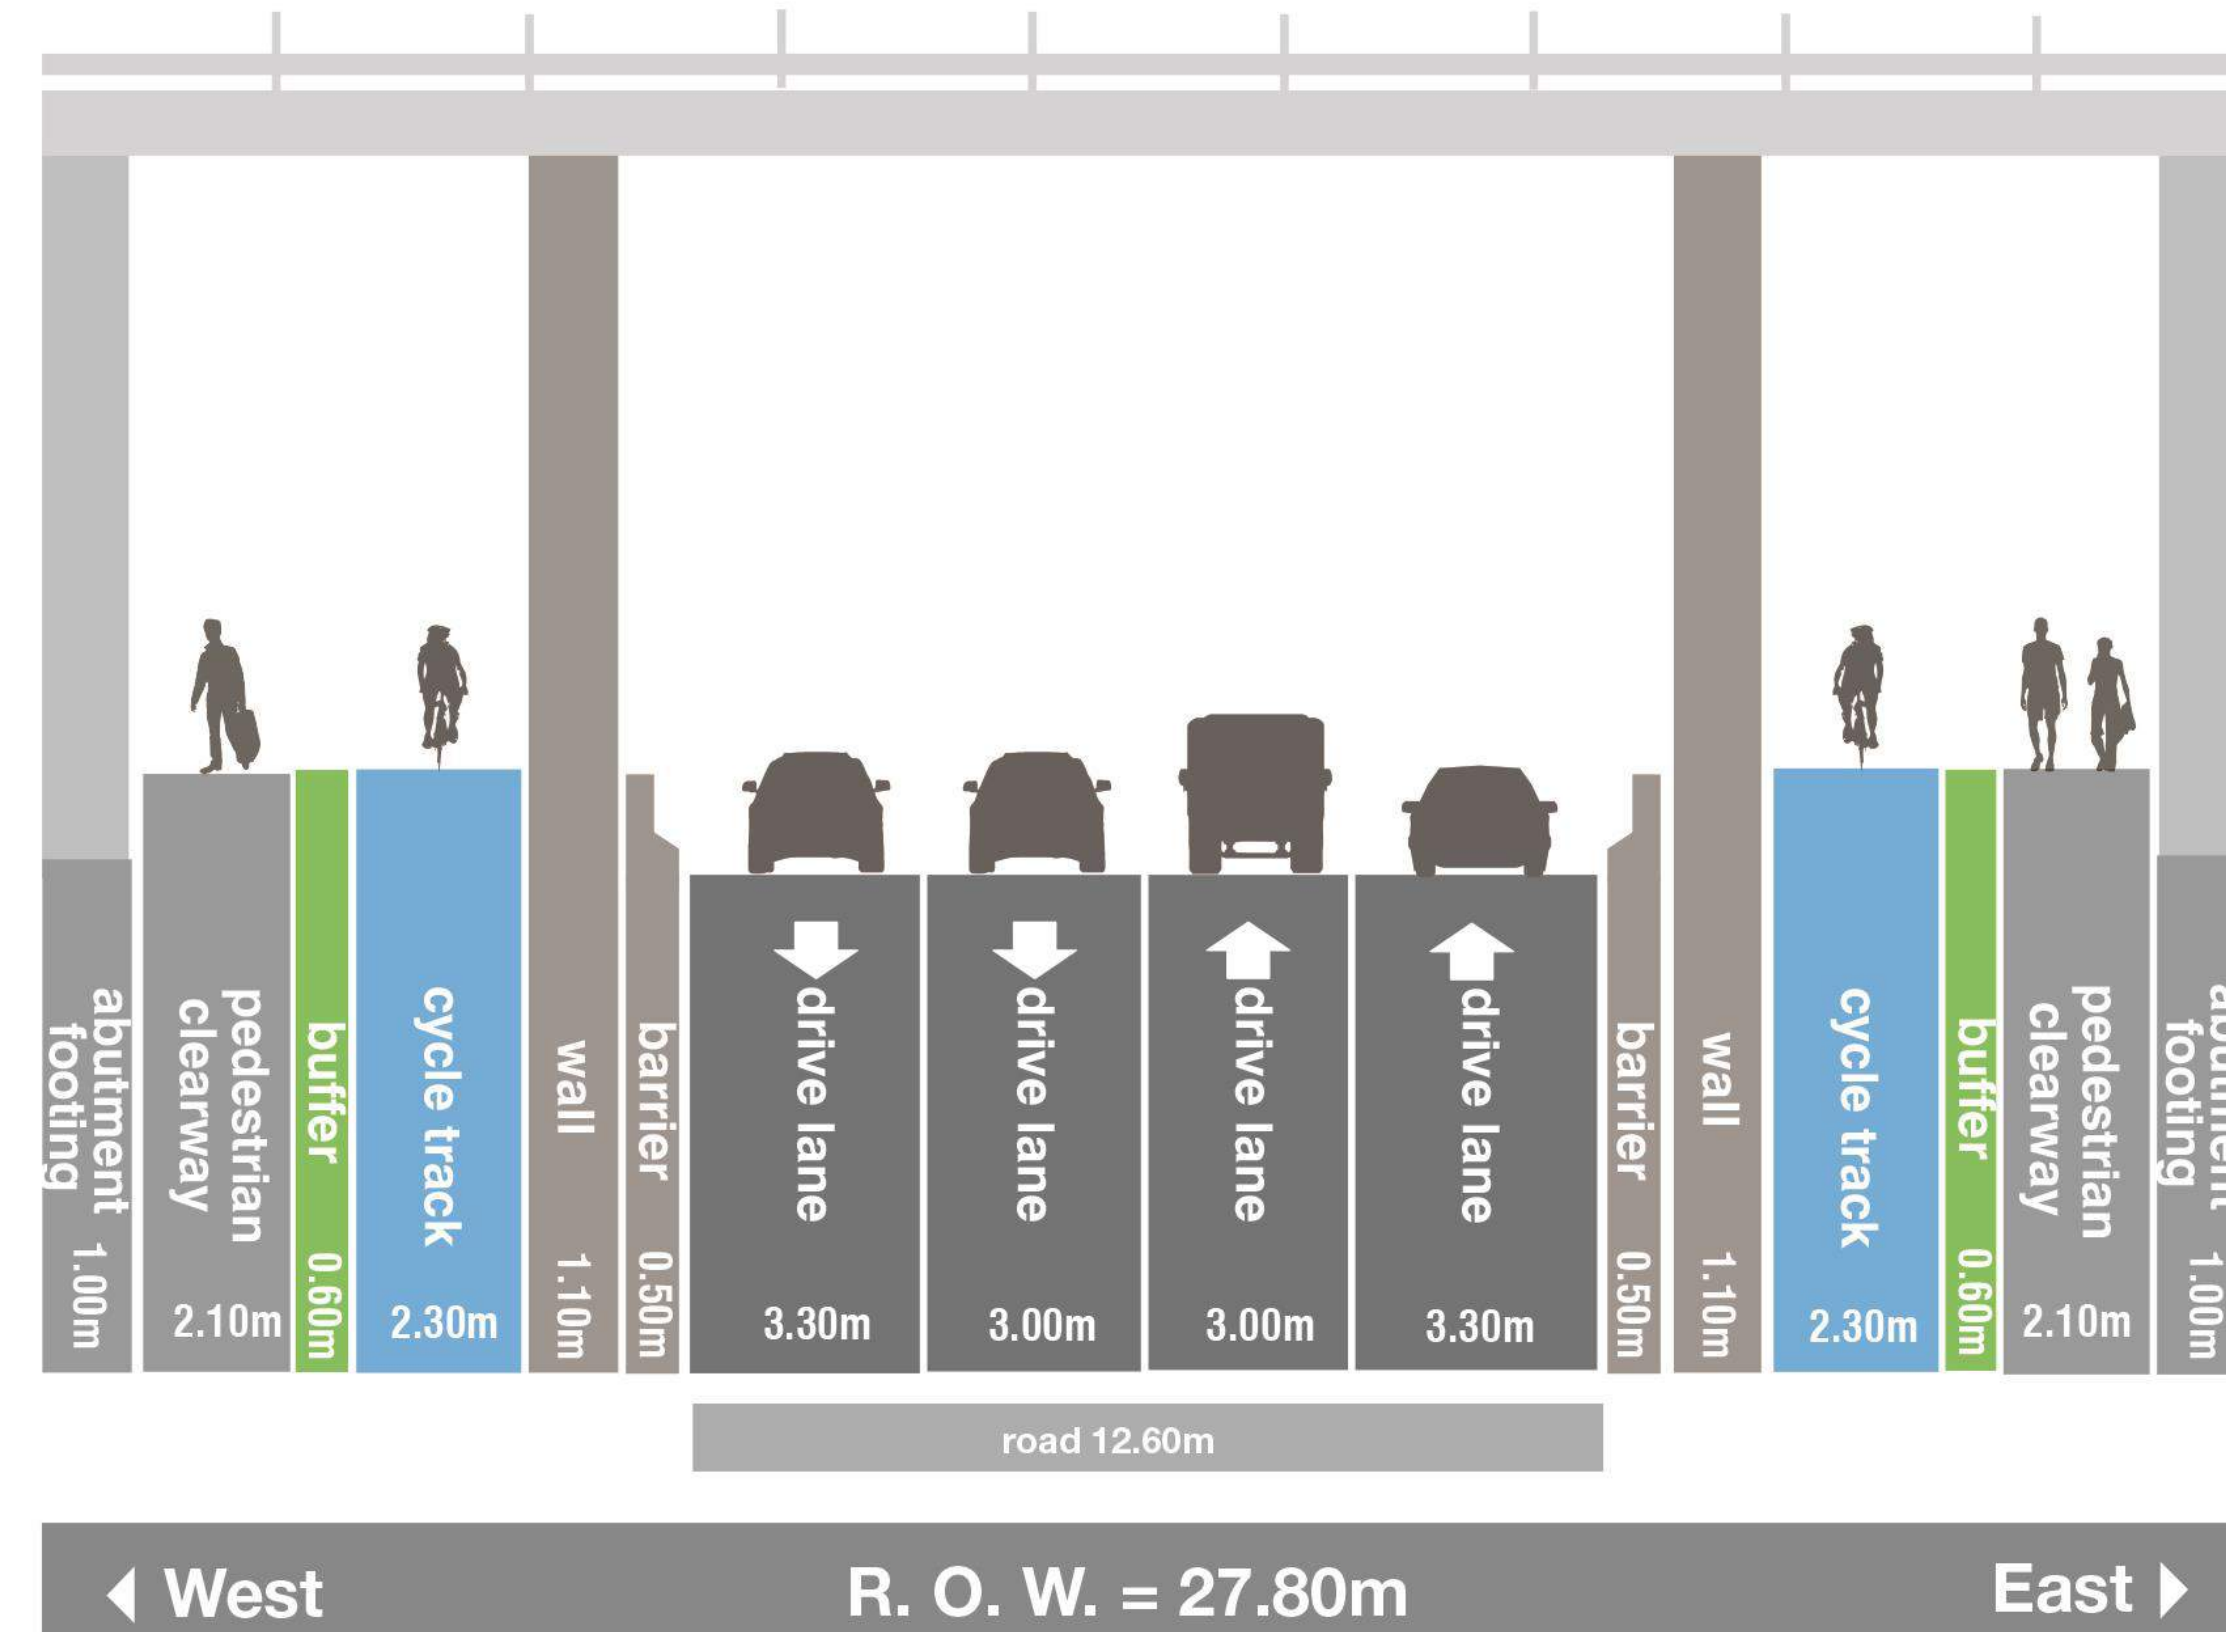 abutment
footing
1.00m
pedestrian
clearway
2.10m
buffer
0.60m
cycle track
2.30m
wall
1.10m
barrier
0.50m
drive lane
3.30m
drive lane
3.00m
drive lane
3.00m
drive lane
3.30m
barrier
0.50m
wall
1.10m
cycle track
2.30m
buffer
0.60m
pedestrian
clearway
2.10m
abutment
footing
1.00m
road 12.60m
West
R. O. W. = 27.80m
East